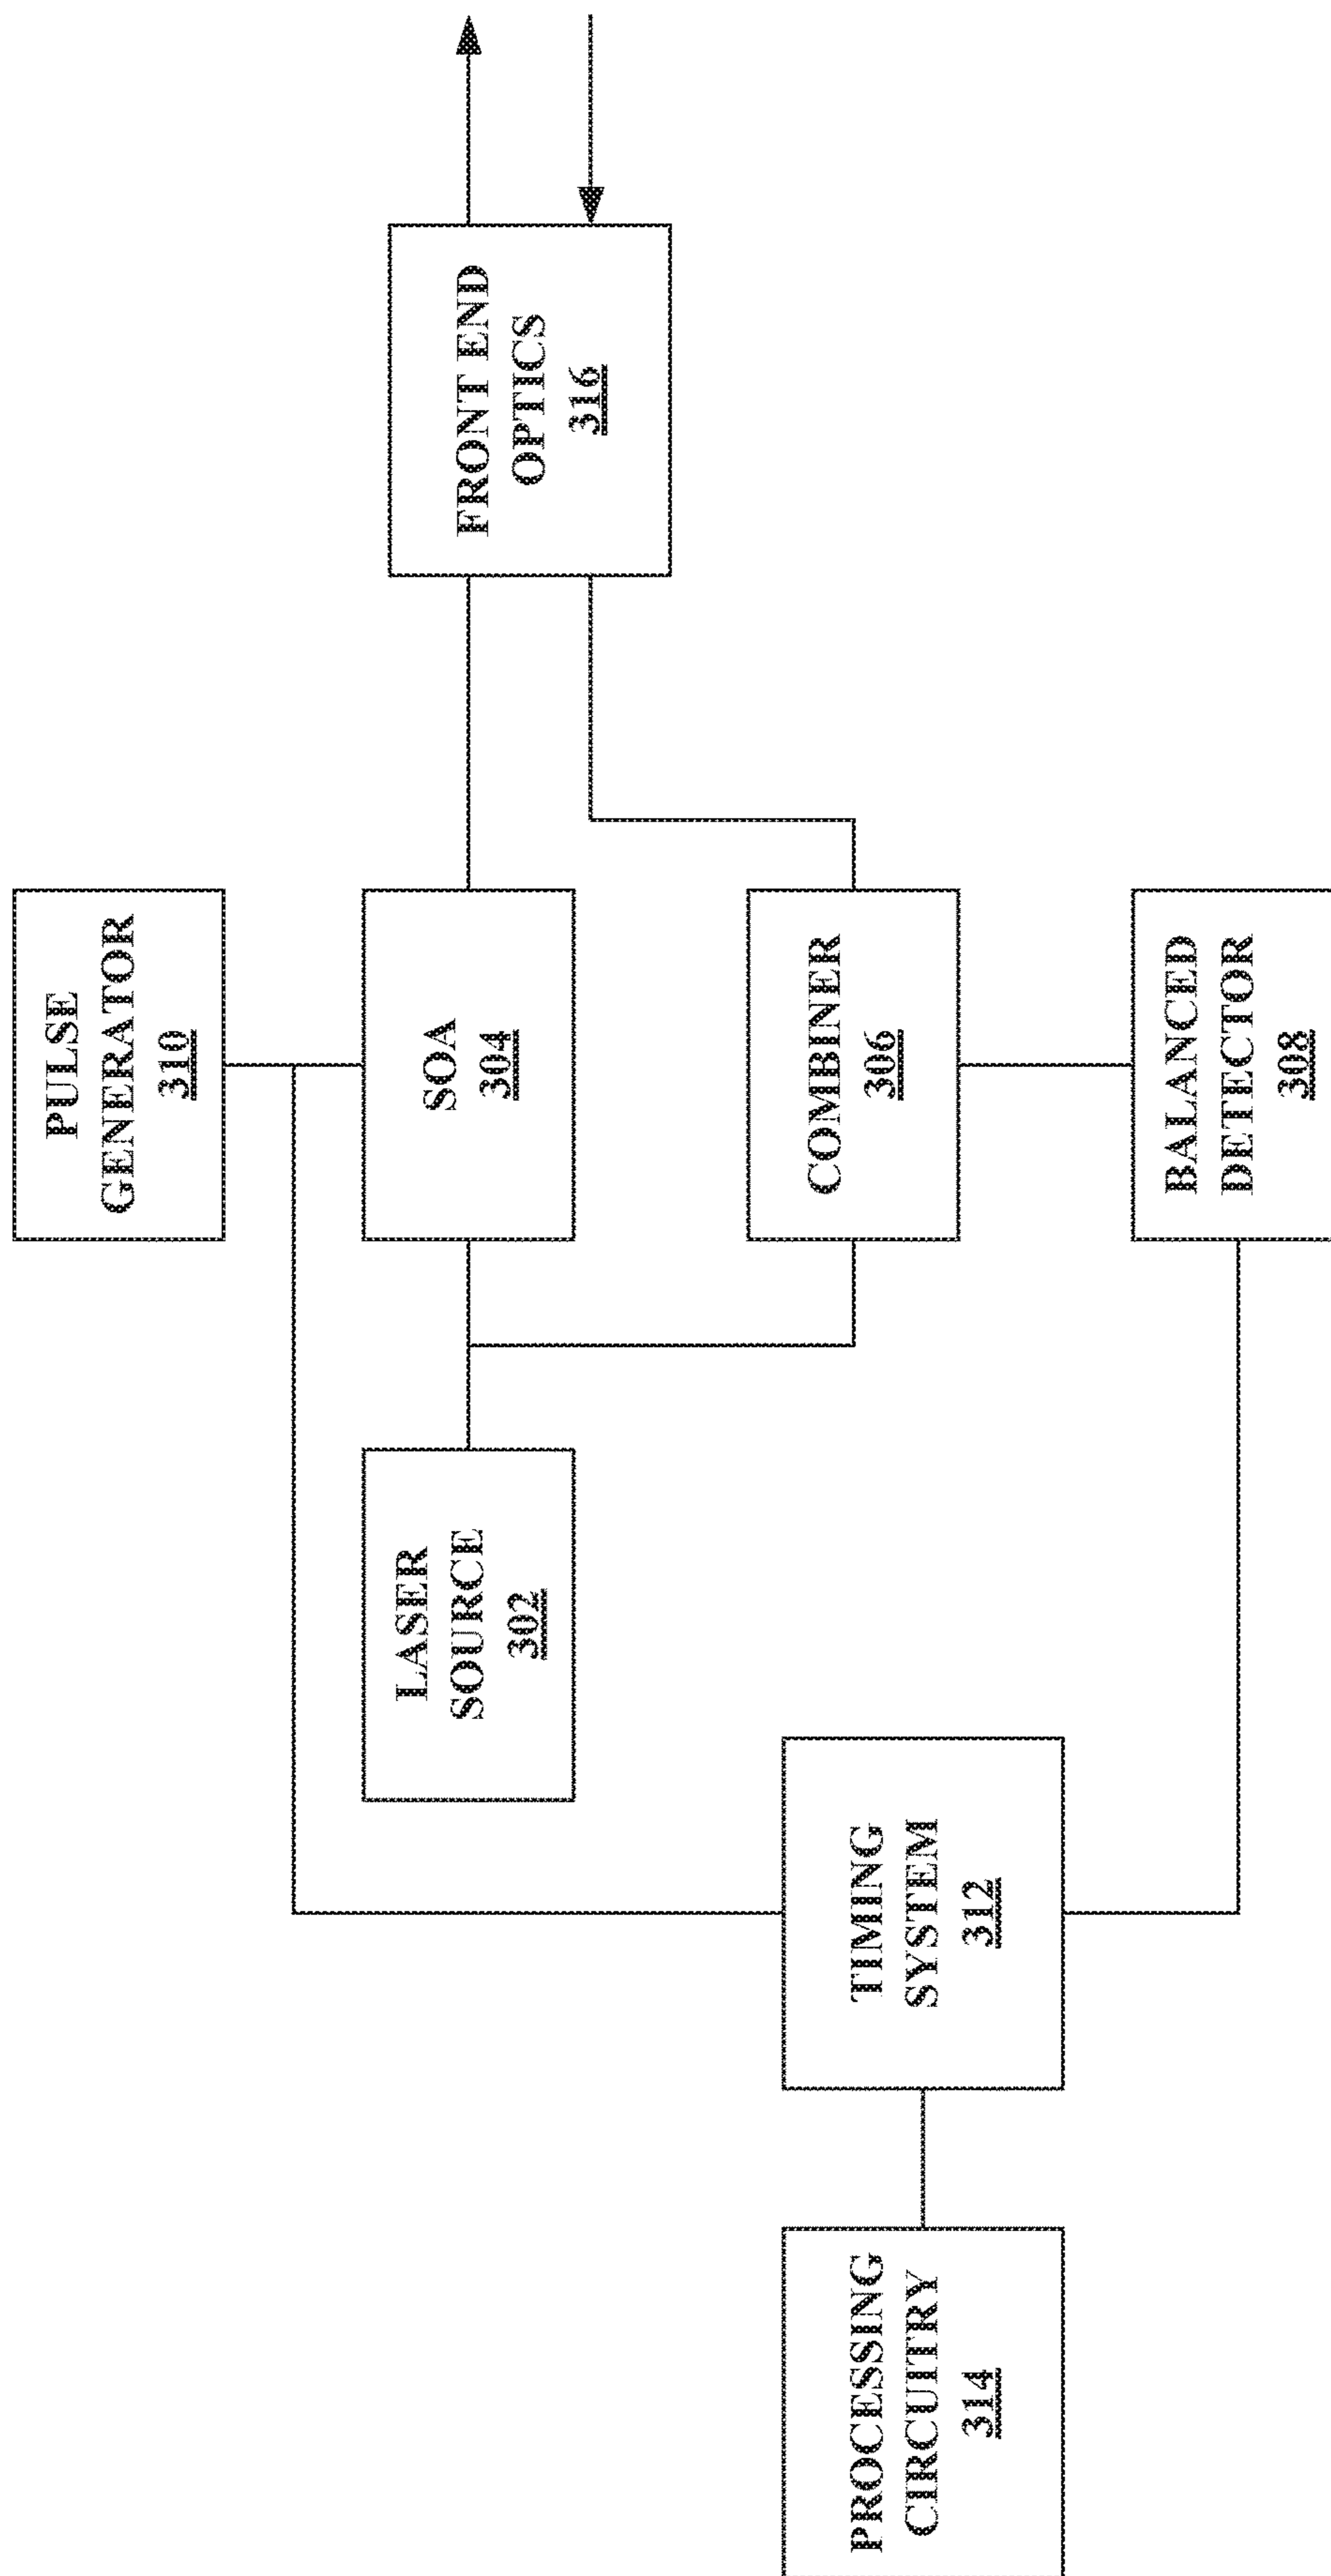 PULSE
GENERATOR
310
FRONT END
OPTICS
316
LASER
SOURCE
302
SOA
304
COMBINER
306
PROCESSING
CIRCUITRY
314
TIMING
SYSTEM
312
BALANCED
DETECTOR
308